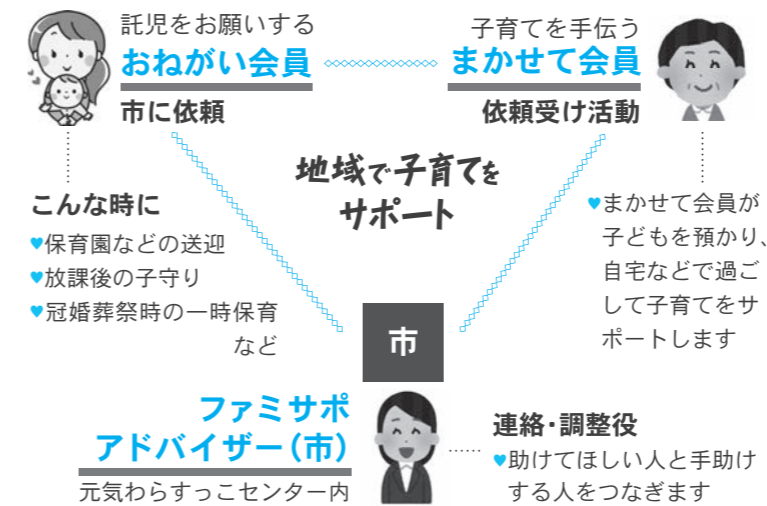 託児をお願いする
おねがい会員
市に依頼
子育てを手伝う
まかせて会員
依頼受け活動
地域で子育てを
サポート
こんな時に
♥保育園などの送迎
♥放課後の子守り
♥冠婚葬祭時の一時保育
など
♥まかせて会員が
子どもを預かり、
自宅などで過ご
して子育てをサ
ポートします
市
ファミサポ
アドバイザー(市)
元気わらすっこセンター内
連絡・調整役
♥助けてほしい人と手助け
する人をつなぎます